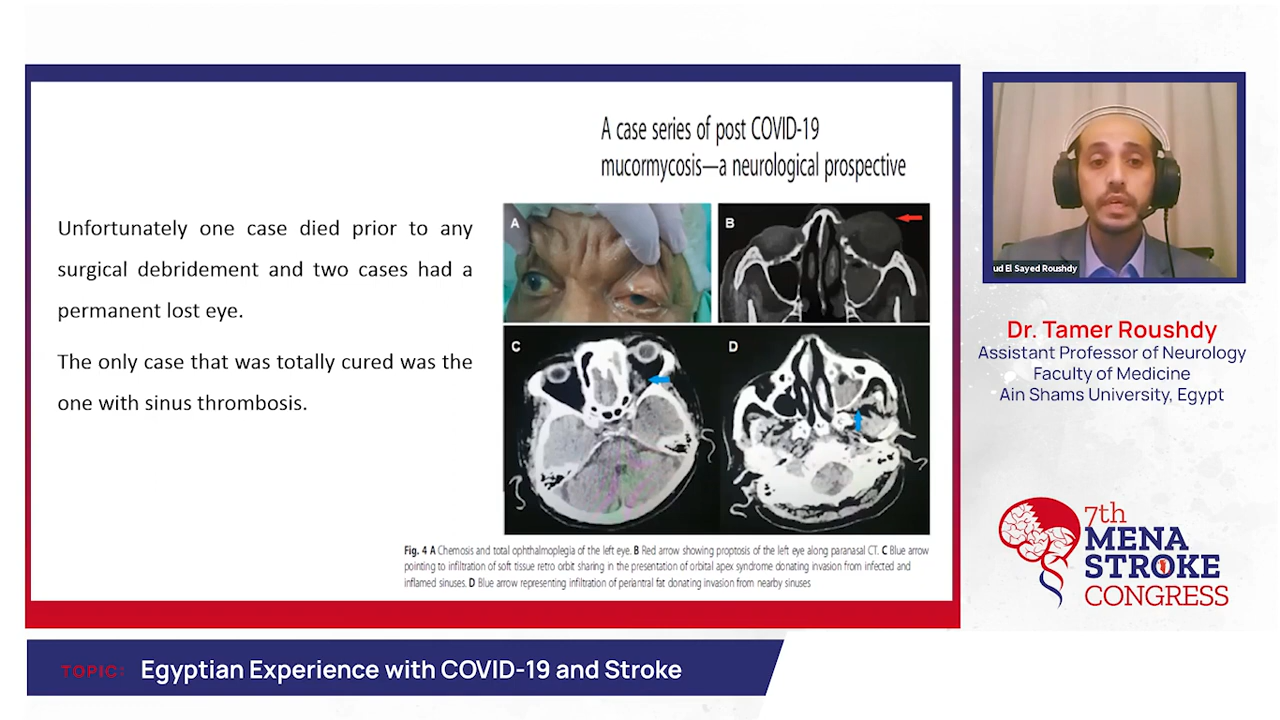 A case series of post COVID-19
mucormycosis—a neurological prospective
Unfortunately one case died prior to any
surgical debridement and two cases had a
permanent lost eye.
The only case that was totally cured was the
one with sinus thrombosis.
A
B
C
D
Fig. 4 A Chemosis and total ophthalmoplegia of the left eye. B Red arrow showing proptosis of the left eye along paranasal CT. C Blue arrow
pointing to infiltration of soft tissue retro orbit sharing in the presentation of orbital apex syndrome donating invasion from infected and
inflamed sinuses. D Blue arrow representing infiltration of periantral fat donating invasion from nearby sinuses
ud El Sayed Roushdy
Dr. Tamer Roushdy
Assistant Professor of Neurology
Faculty of Medicine
Ain Shams University, Egypt
7th
MENA
STROKE
CONGRESS
TOPIC: Egyptian Experience with COVID-19 and Stroke